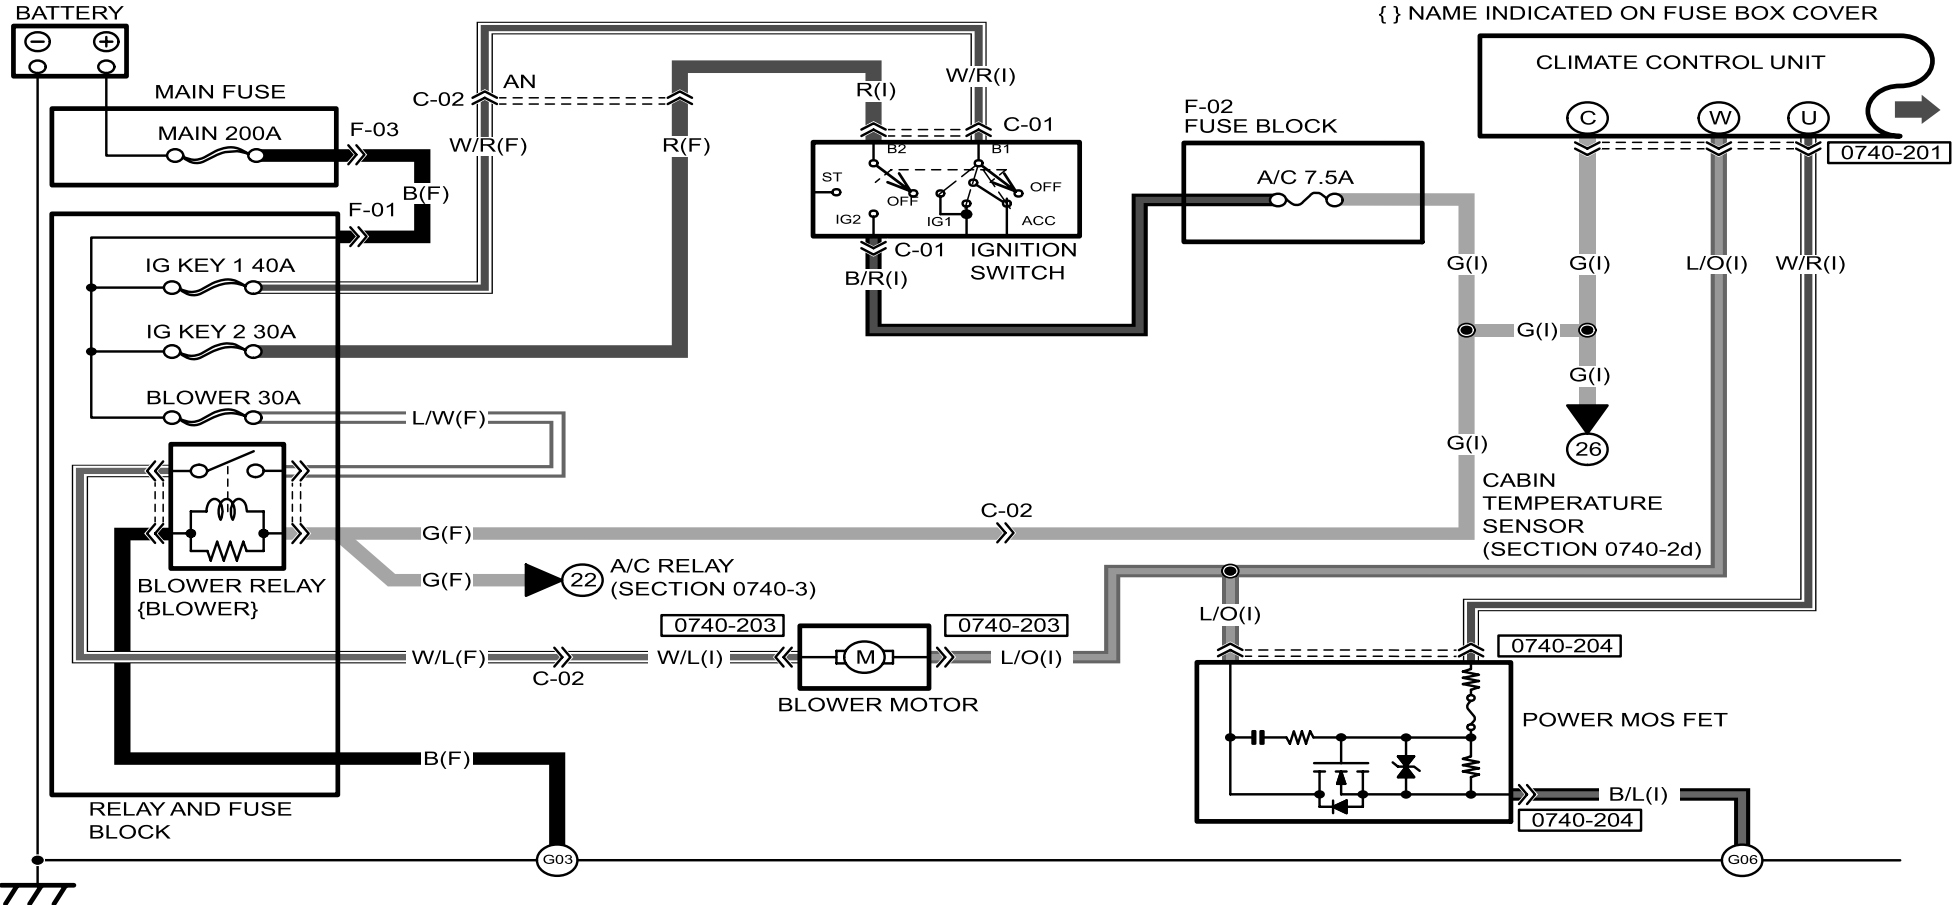 BATTERY
{ } NAME INDICATED ON FUSE BOX COVER
CLIMATE CONTROL UNIT
C
W
U
0740-201
MAIN FUSE
MAIN 200A
F-03
B(F)
F-01
C-02
AN
W/R(F)
R(F)
R(I)
W/R(I)
C-01
B2
B1
ST
OFF
OFF
IG2
IG1
ACC
C-01
IGNITION
SWITCH
B/R(I)
F-02
FUSE BLOCK
A/C 7.5A
IG KEY 1 40A
IG KEY 2 30A
BLOWER 30A
L/W(F)
G(I)
G(I)
L/O(I)
W/R(I)
G(I)
G(I)
G(I)
26
CABIN
TEMPERATURE
SENSOR
(SECTION 0740-2d)
C-02
G(F)
G(F)
22
A/C RELAY
(SECTION 0740-3)
BLOWER RELAY
{BLOWER}
0740-203
0740-203
W/L(F)
C-02
W/L(I)
M
BLOWER MOTOR
L/O(I)
L/O(I)
0740-204
POWER MOS FET
B/L(I)
0740-204
B(F)
RELAY AND FUSE
BLOCK
G03
G06